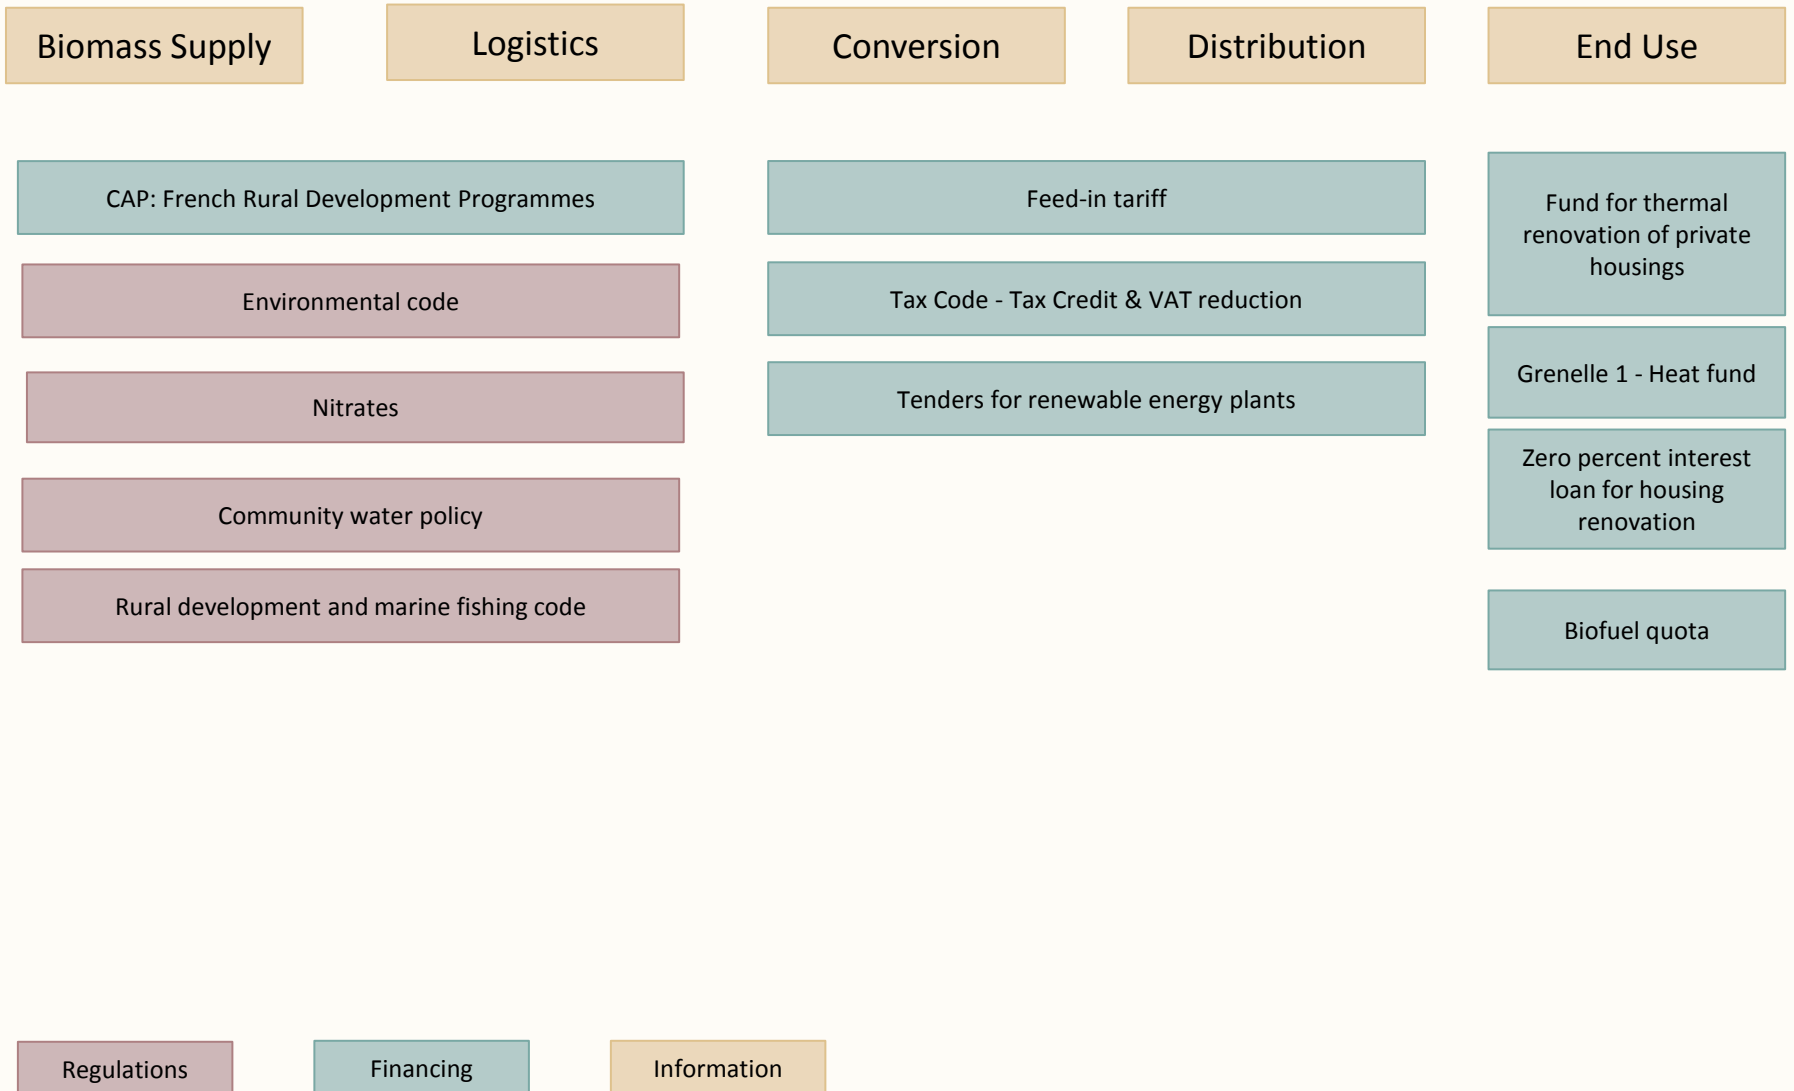 Biomass Supply
Logistics
Conversion
Distribution
End Use
CAP: French Rural Development Programmes
Environmental code
Nitrates
Community water policy
Rural development and marine fishing code
Feed-in tariff
Tax Code - Tax Credit & VAT reduction
Tenders for renewable energy plants
Fund for thermal
renovation of private
housings
Grenelle 1 - Heat fund
Zero percent interest
loan for housing
renovation
Biofuel quota
Regulations
Financing
Information